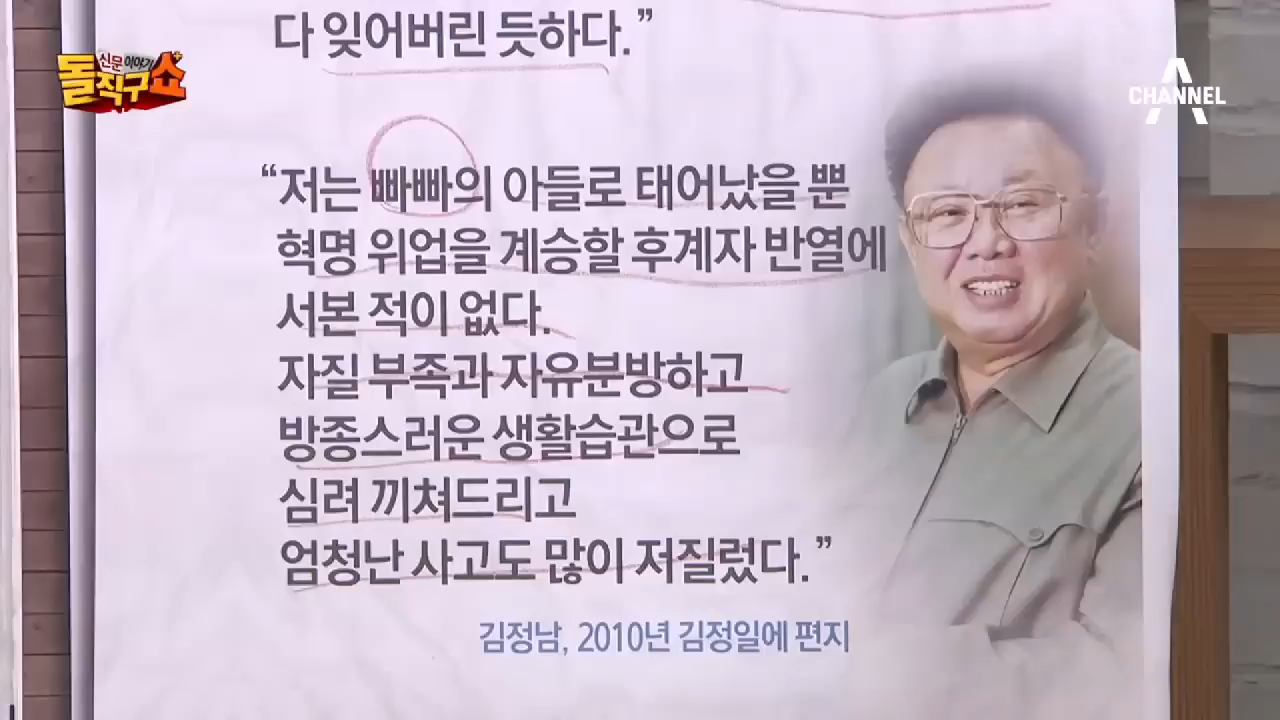 다 잊어버린 듯하다.”
신문 이야기
돌직구 쇼+
CHANNEL A
“저는 빠빠의 아들로 태어났을 뿐
혁명 위업을 계승할 후계자 반열에
서본 적이 없다.
자질 부족과 자유분방하고
방종스러운 생활습관으로
심려 끼쳐드리고
엄청난 사고도 많이 저질렀다.”
김정남, 2010년 김정일에 편지